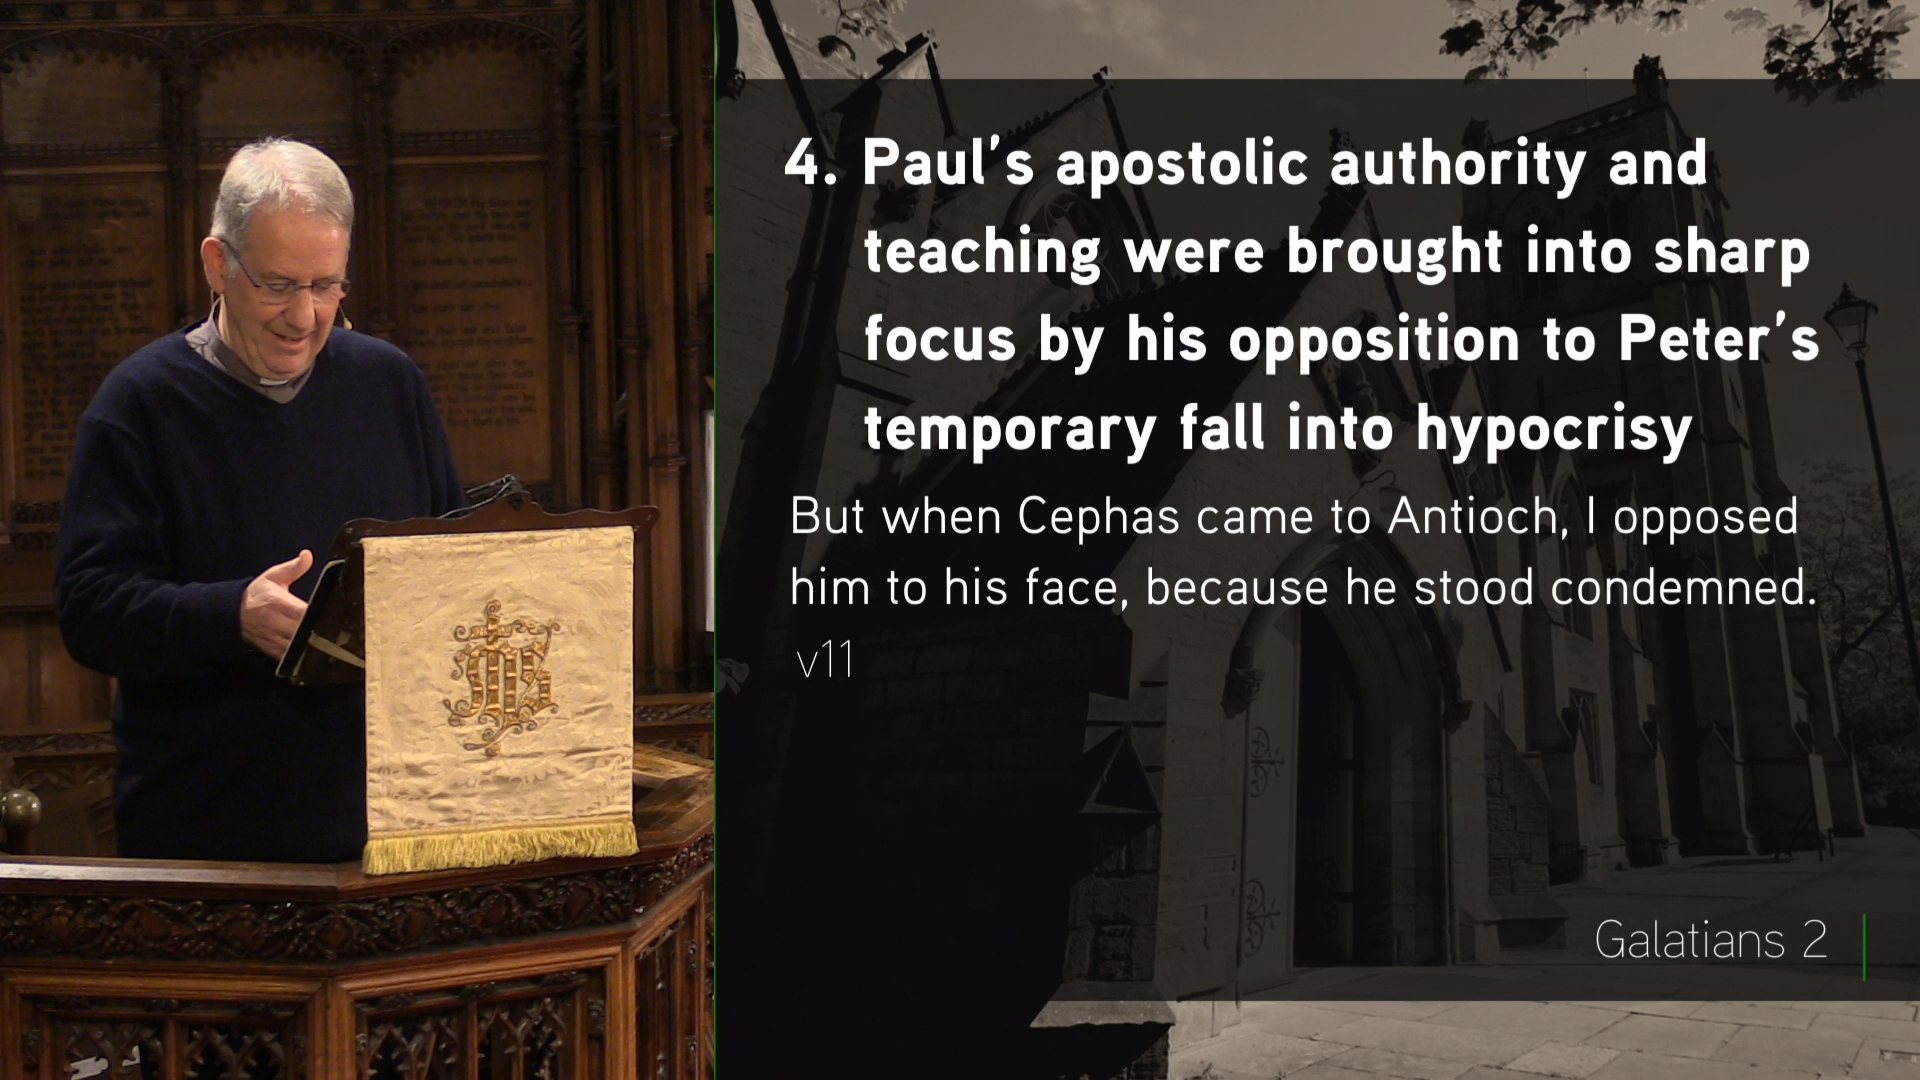 4. Paul's apostolic authority and
teaching were brought into sharp
focus by his opposition to Peter's
temporary fall into hypocrisy
But when Cephas came to Antioch, I opposed
him to his face, because he stood condemned.
v11
Galatians 2